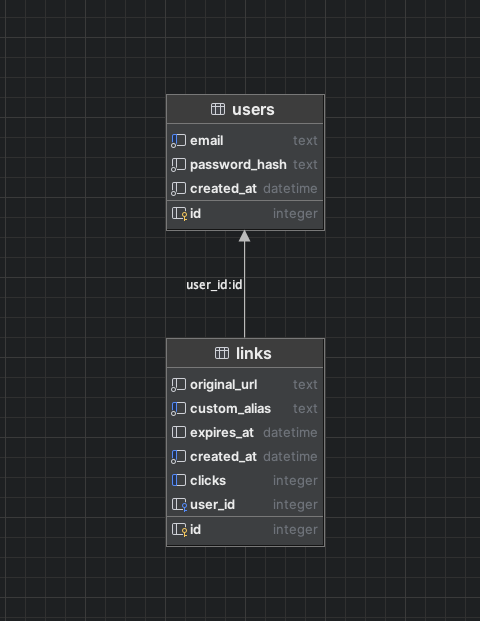 users
email text
password_hash text
created_at datetime
id integer
user_id:id
links
original_url text
custom_alias text
expires_at datetime
created_at datetime
clicks integer
user_id integer
id integer